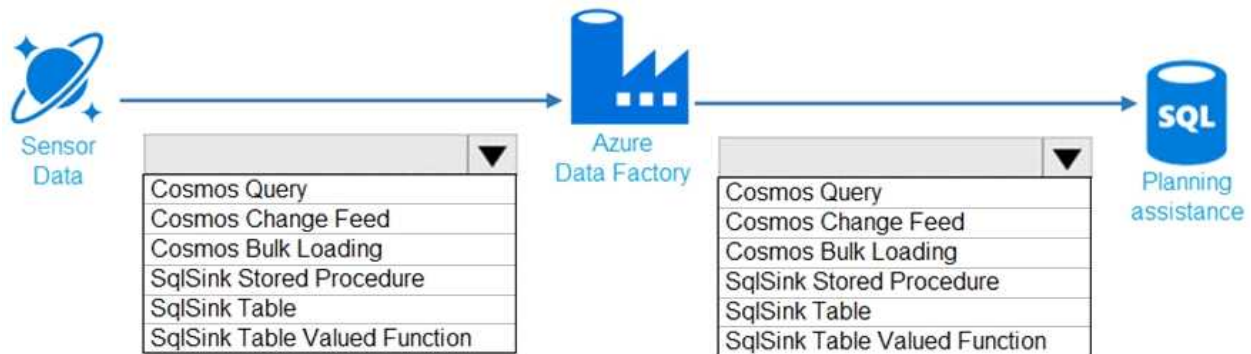 SQL
Sensor
Data
Azure
Data Factory
Planning
assistance
Cosmos Query
Cosmos Change Feed
Cosmos Bulk Loading
SqlSink Stored Procedure
SqlSink Table
SqlSink Table Valued Function
Cosmos Query
Cosmos Change Feed
Cosmos Bulk Loading
SqlSink Stored Procedure
SqlSink Table
SqlSink Table Valued Function